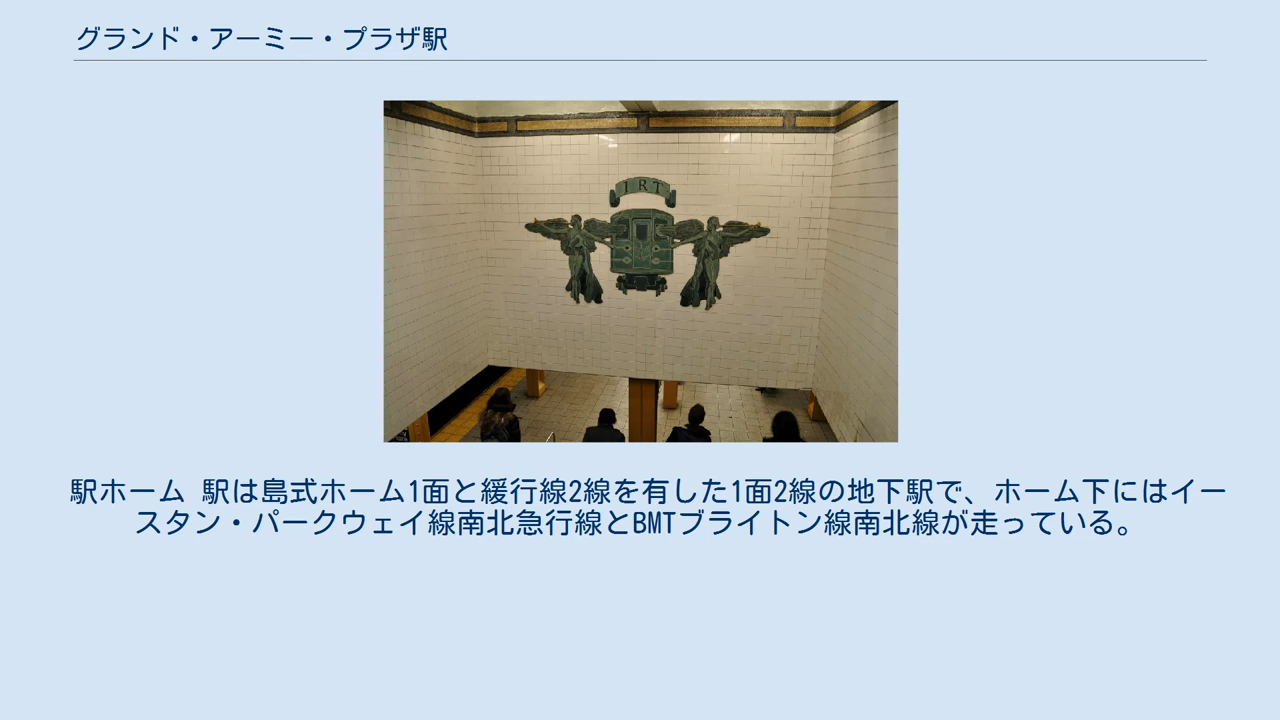 グランド・アーミー・プラザ駅
IRT
駅ホーム 駅は島式ホーム1面と緩行線2線を有した1面2線の地下駅で、ホーム下にはイー
スタン・パークウェイ線南北急行線とBMTブライトン線南北線が走っている。